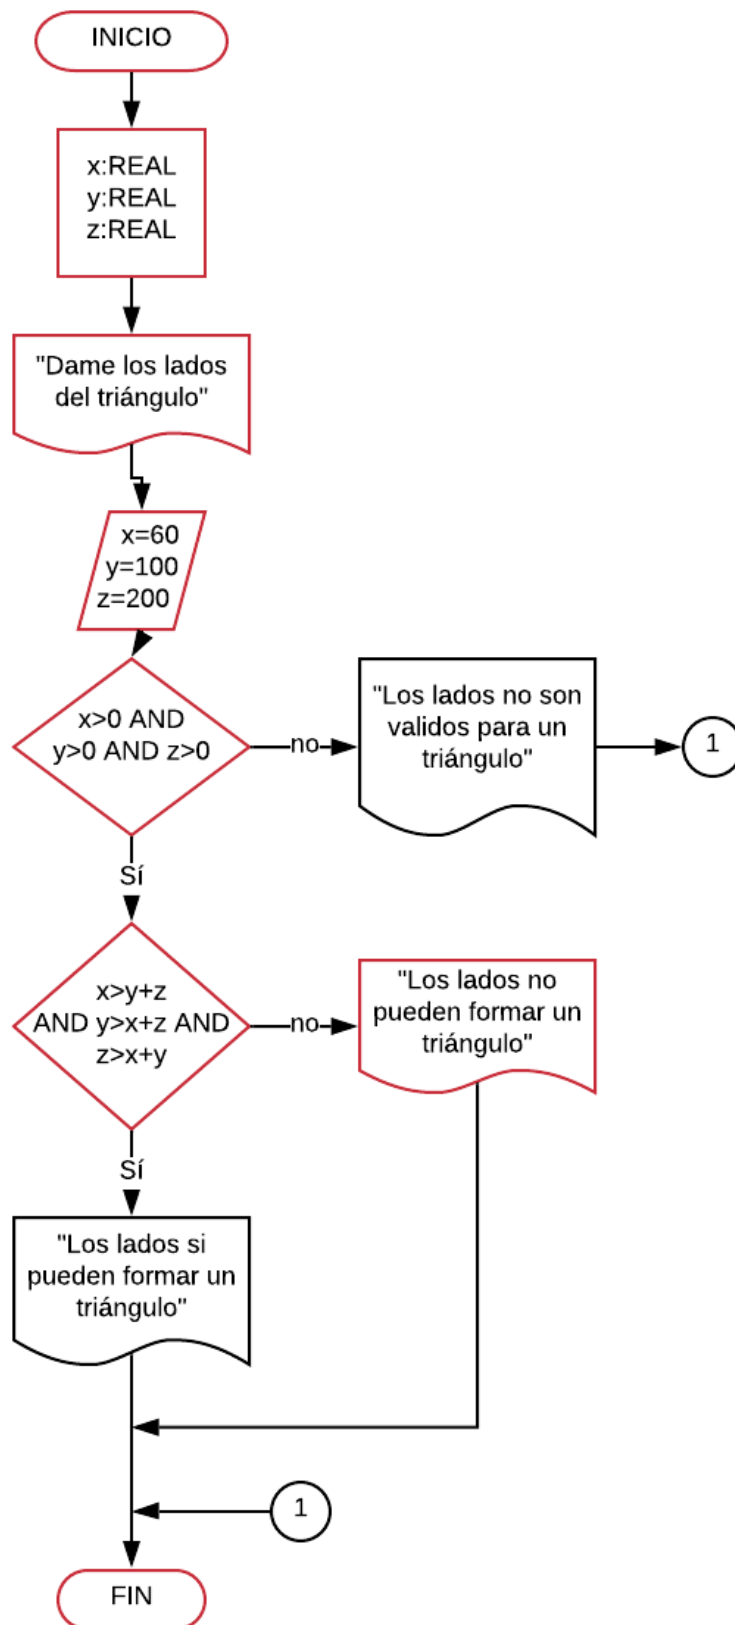 INICIO
x:REAL
y:REAL
z:REAL
"Dame los lados
del triángulo"
x=60
y=100
z=200
x>0 AND
y>0 AND z>0
no
"Los lados no son
validos para un
triángulo"
1
Sí
x>y+z
AND y>x+z AND
z>x+y
no
"Los lados no
pueden formar un
triángulo"
Sí
"Los lados si
pueden formar un
triángulo"
1
FIN